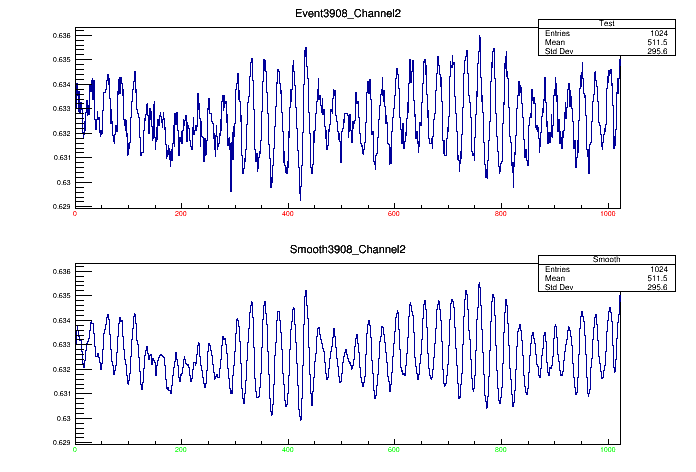 Event3908_Channel2
Test
Entries 1024
Mean 511.5
Std Dev 295.6
0.636
0.635
0.634
0.633
0.632
0.631
0.63
0.629
0 200 400 600 800 1000
Smooth3908_Channel2
Smooth
Entries 1024
Mean 511.5
Std Dev 295.6
0.636
0.635
0.634
0.633
0.632
0.631
0.63
0.629
0 200 400 600 800 1000